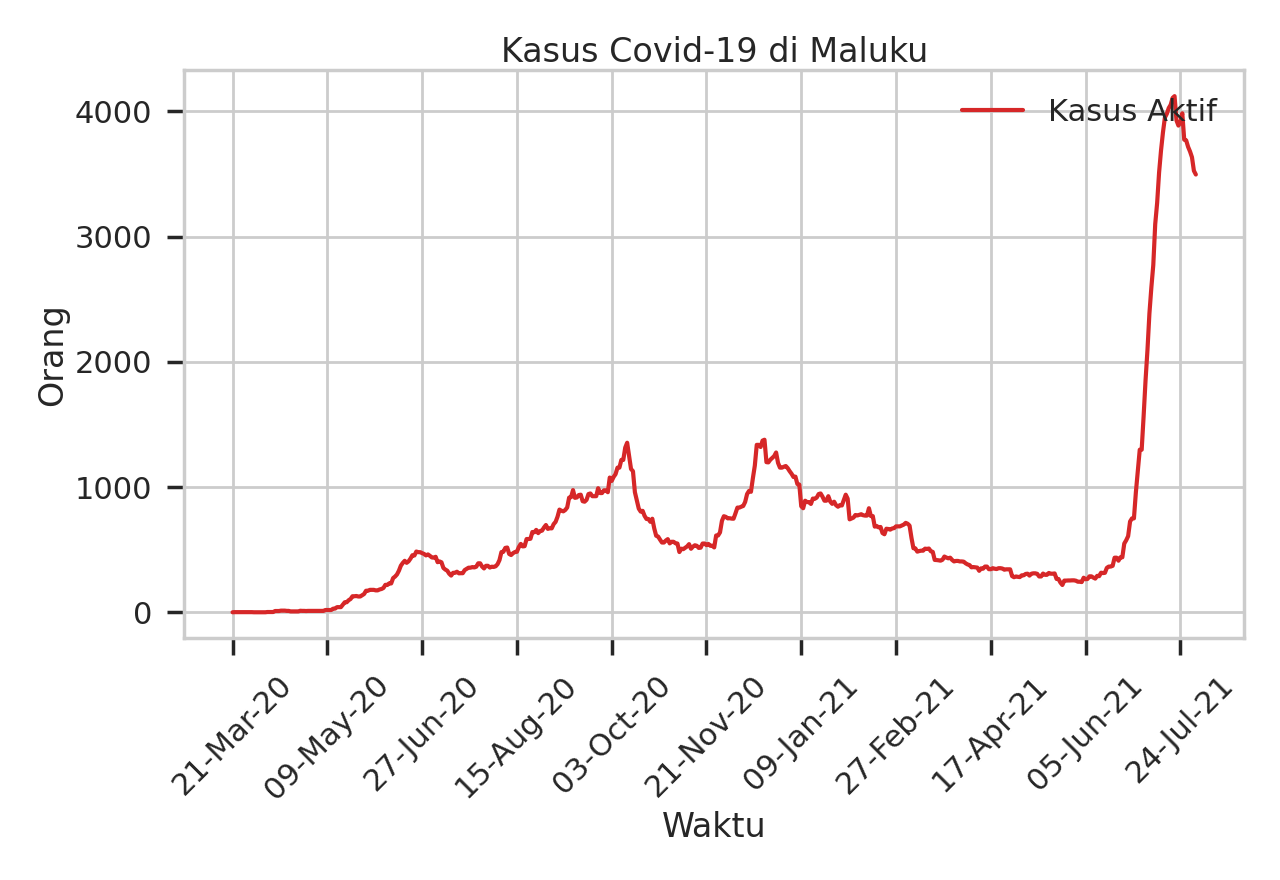 Kasus Covid-19 di Maluku
Kasus Aktif
4000
3000
2000
1000
0
Orang
21-Mar-20
09-May-20
27-Jun-20
15-Aug-20
03-Oct-20
21-Nov-20
09-Jan-21
27-Feb-21
17-Apr-21
05-Jun-21
24-Jul-21
Waktu